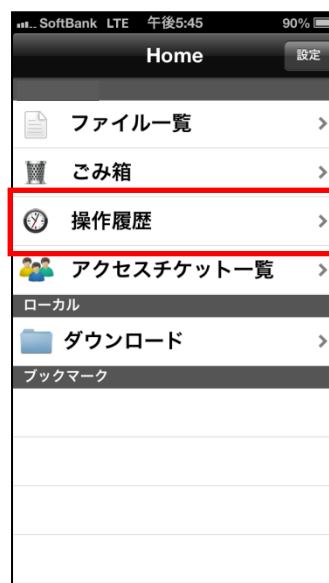 SoftBank LTE 午後5:45 90%
Home 設定
ファイル一覧
ごみ箱
操作履歴
アクセスチケット一覧
ローカル
ダウンロード
ブックマーク